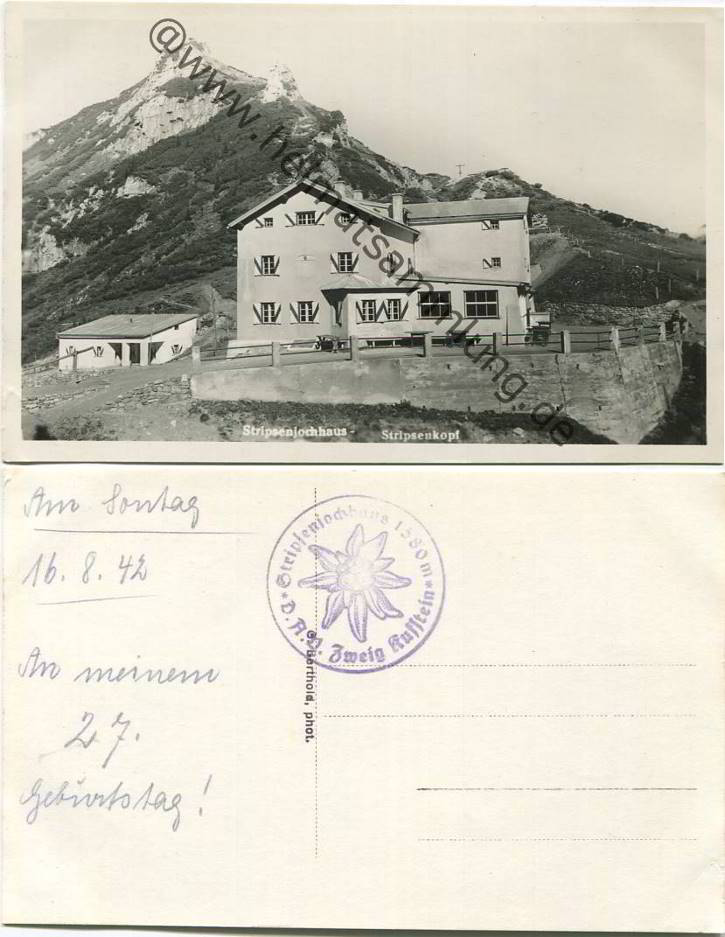 @www.heimatsammlung.de
Stripsenjochhaus - Stripsenkopf
Am Sontag
16. 8. 42
An meinem
27.
Geburtstag!
*Stripsenjochhaus 1580m*
D.A.V. Zweig Kufstein
Berthold, phot.